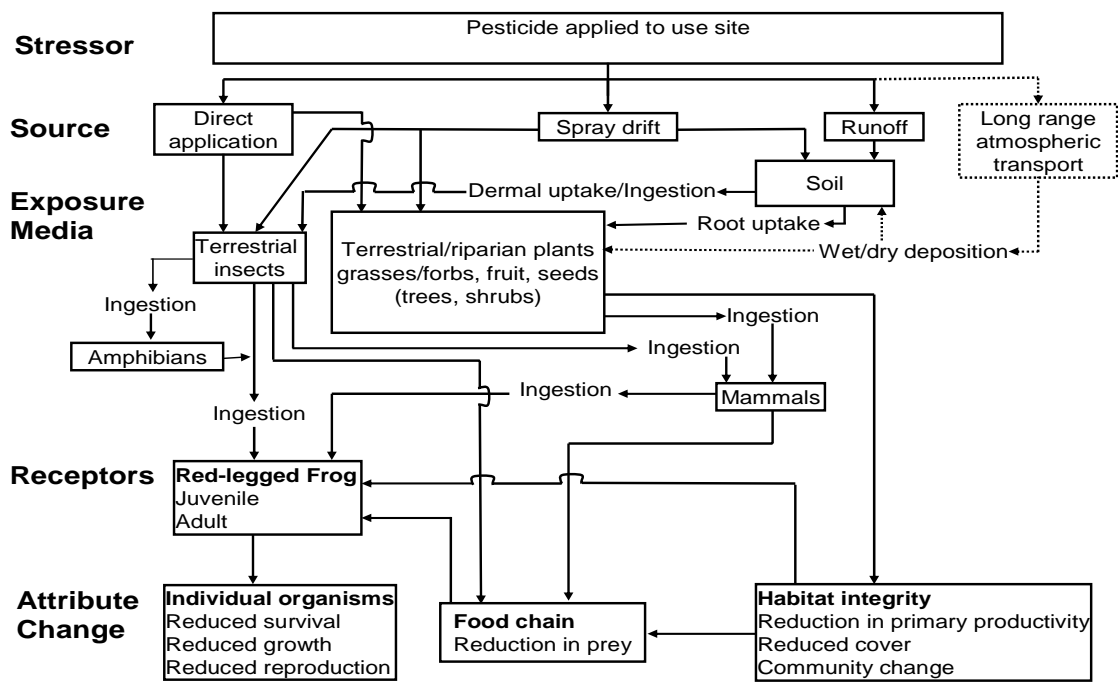 Stressor
Pesticide applied to use site
Source
Direct
application
Spray drift
Runoff
Long range
atmospheric
transport
Exposure
Media
Dermal uptake/Ingestion
Soil
Root uptake
Wet/dry deposition
Terrestrial
insects
Terrestrial/riparian plants
grasses/forbs, fruit, seeds
(trees, shrubs)
Ingestion
Ingestion
Amphibians
Ingestion
Ingestion
Mammals
Ingestion
Receptors
Red-legged Frog
Juvenile
Adult
Attribute
Change
Individual organisms
Reduced survival
Reduced growth
Reduced reproduction
Food chain
Reduction in prey
Habitat integrity
Reduction in primary productivity
Reduced cover
Community change